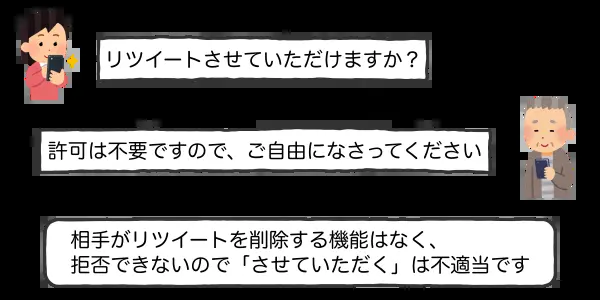 リツイートさせていただけますか？
許可は不要ですので、ご自由になさってください
相手がリツイートを削除する機能はなく、
拒否できないので「させていただく」は不適当です